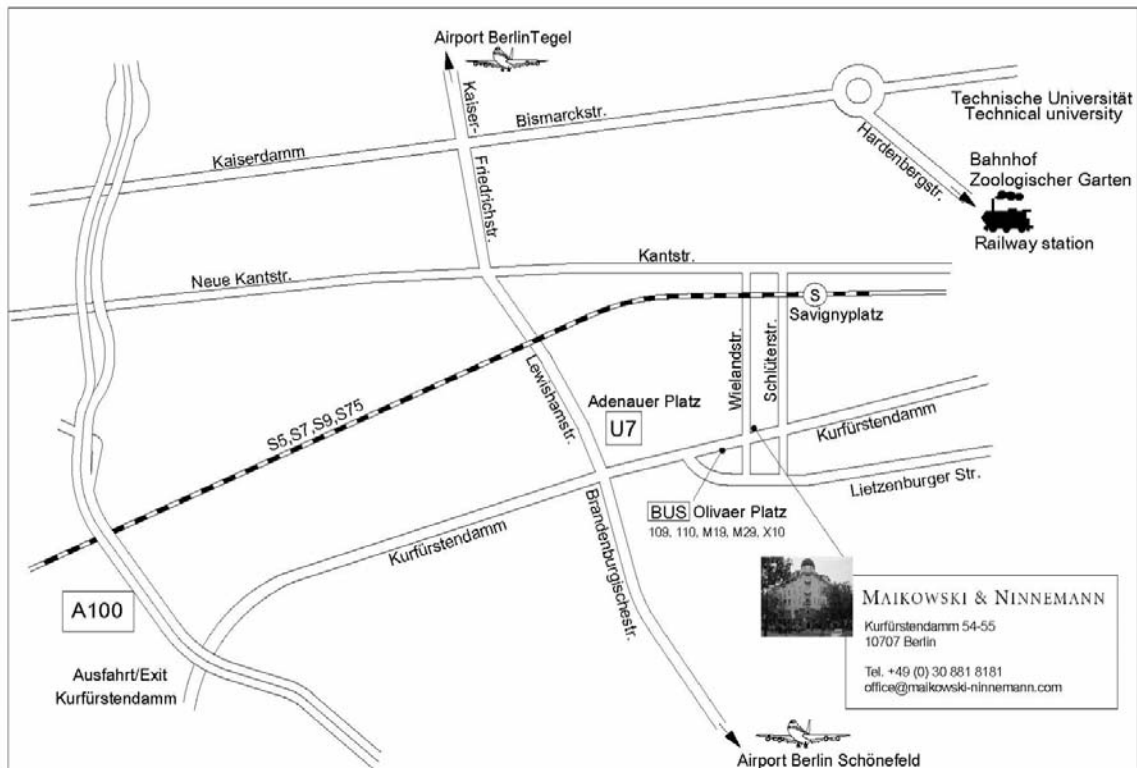 Airport BerlinTegel
Kaiser-
Friedrichstr.
Bismarckstr.
Kaiserdamm
Technische Universität
Technical university
Hardenbergstr.
Bahnhof
Zoologischer Garten
Railway station
Kantstr.
Neue Kantstr.
S
Savignyplatz
Wielandstr.
Schlüterstr.
Lewishamstr.
Adenauer Platz
U7
S5,S7,S9,S75
Kurfürstendamm
Lietzenburger Str.
BUS Olivaer Platz
109, 110, M19, M29, X10
Kurfürstendamm
Brandenburgischestr.
A100
Ausfahrt/Exit
Kurfürstendamm
MAIKOWSKI & NINNEMANN
Kurfürstendamm 54-55
10707 Berlin
Tel. +49 (0) 30 881 8181
office@maikowski-ninnemann.com
Airport Berlin Schönefeld